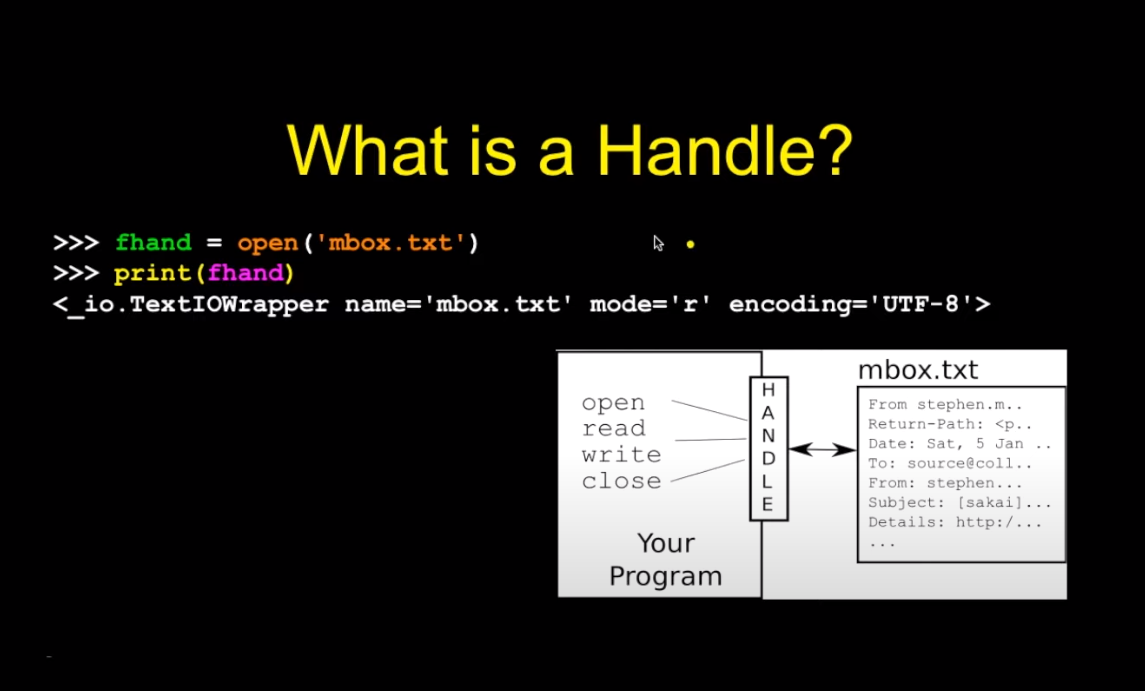 What is a Handle?
>>> fhand = open('mbox.txt')
>>> print(fhand)
<_io.TextIOWrapper name='mbox.txt' mode='r' encoding='UTF-8'>
open
read
write
close
Your
Program
H
A
N
D
L
E
mbox.txt
From stephen.m..
Return-Path: <p..
Date: Sat, 5 Jan ..
To: source@coll..
From: stephen...
Subject: [sakai]...
Details: http:/...
...